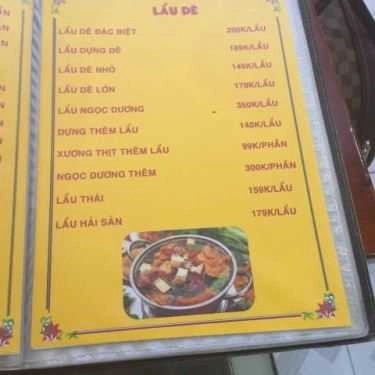 LẨU DÊ
LẨU DÊ ĐẶC BIỆT 200K/LẨU
LẨU DỰNG DÊ 189K/LẨU
LẨU DÊ NHỎ 149K/LẨU
LẨU DÊ LỚN 179K/LẨU
LẨU NGỌC DƯƠNG 350K/LẨU
DỰNG THÊM LẨU 140K/LẨU
XƯƠNG THỊT THÊM LẨU 99K/PHẦN
NGỌC DƯƠNG THÊM 300K/PHẦN
LẨU THÁI 159K/LẨU
LẨU HẢI SẢN 179K/LẨU